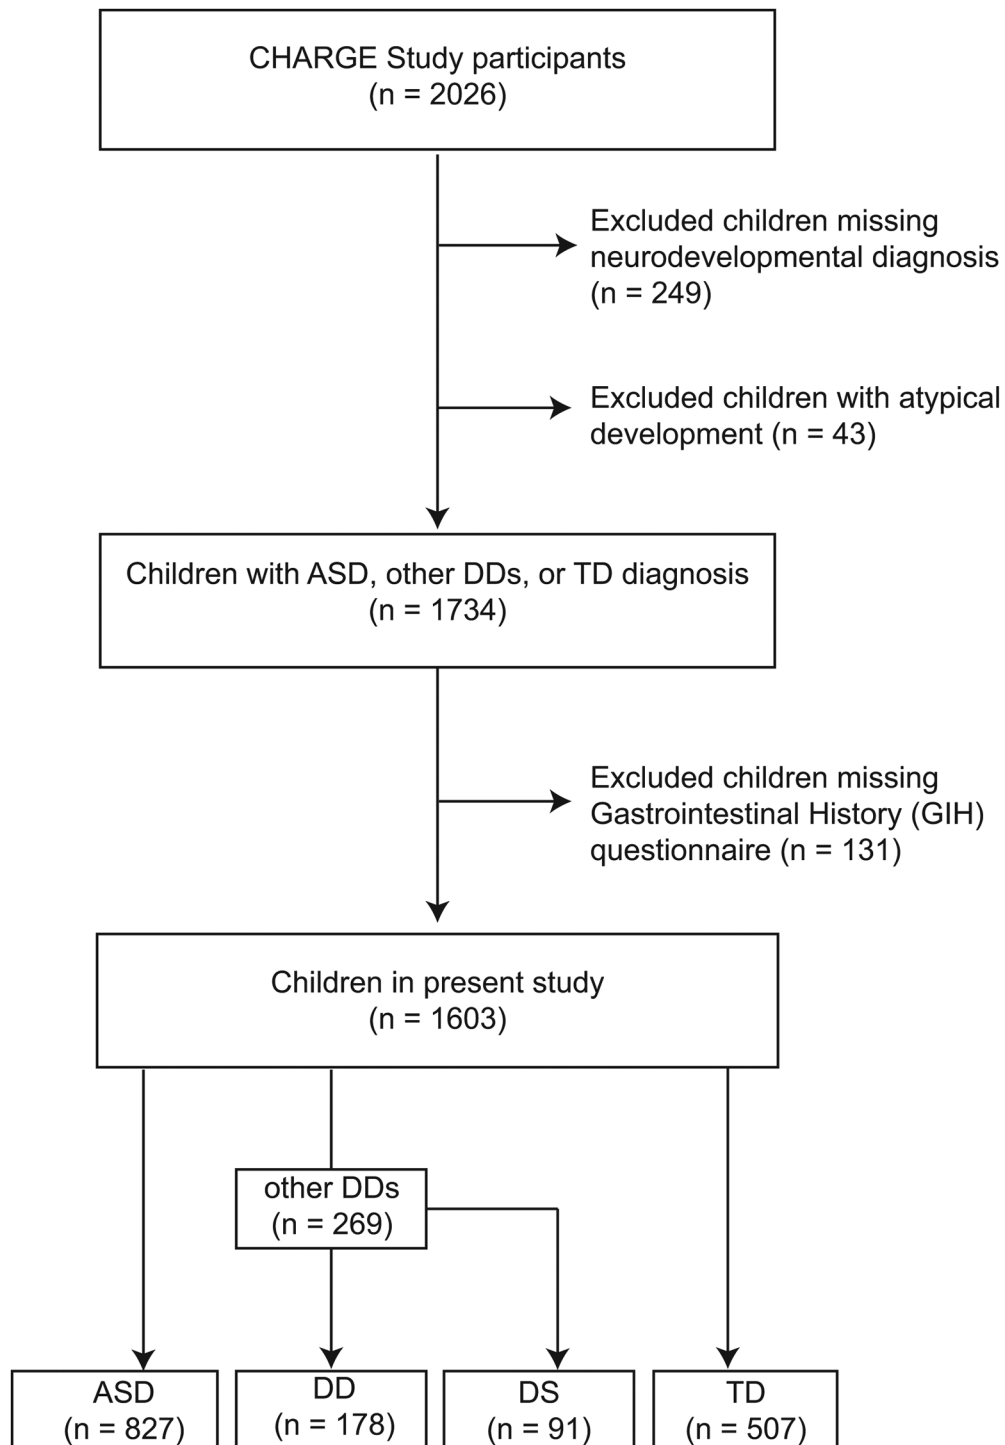 CHARGE Study participants
(n = 2026)
Excluded children missing
neurodevelopmental diagnosis
(n = 249)
Excluded children with atypical
development (n = 43)
Children with ASD, other DDs, or TD diagnosis
(n = 1734)
Excluded children missing
Gastrointestinal History (GIH)
questionnaire (n = 131)
Children in present study
(n = 1603)
other DDs
(n = 269)
ASD
(n = 827)
DD
(n = 178)
DS
(n = 91)
TD
(n = 507)